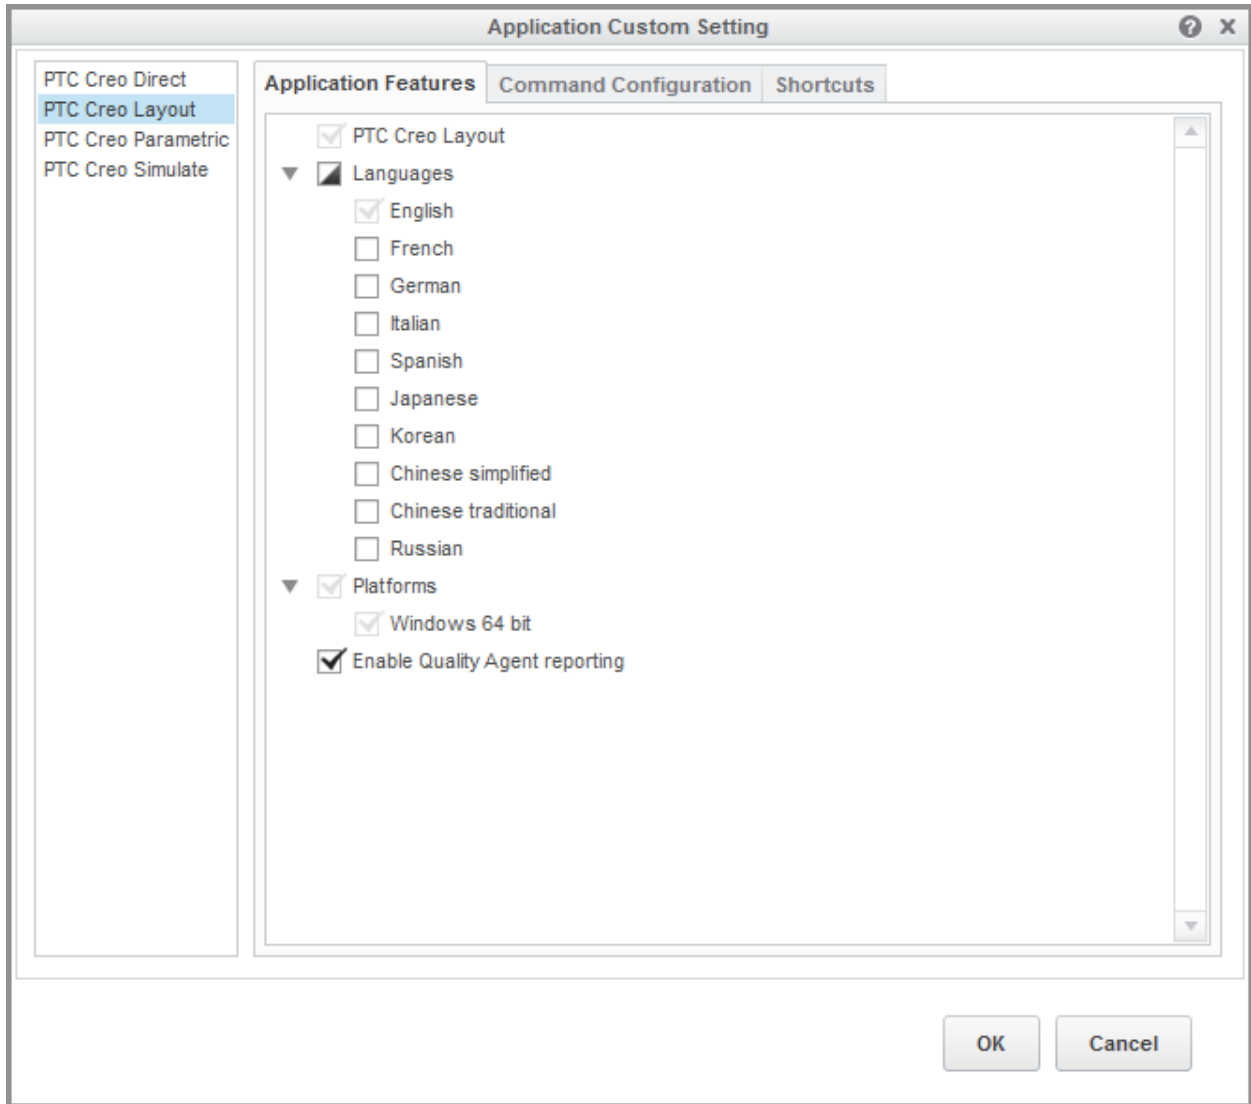 Application Custom Setting
PTC Creo Direct
PTC Creo Layout
PTC Creo Parametric
PTC Creo Simulate
Application Features Command Configuration Shortcuts
PTC Creo Layout
Languages
English
French
German
Italian
Spanish
Japanese
Korean
Chinese simplified
Chinese traditional
Russian
Platforms
Windows 64 bit
Enable Quality Agent reporting
OK Cancel